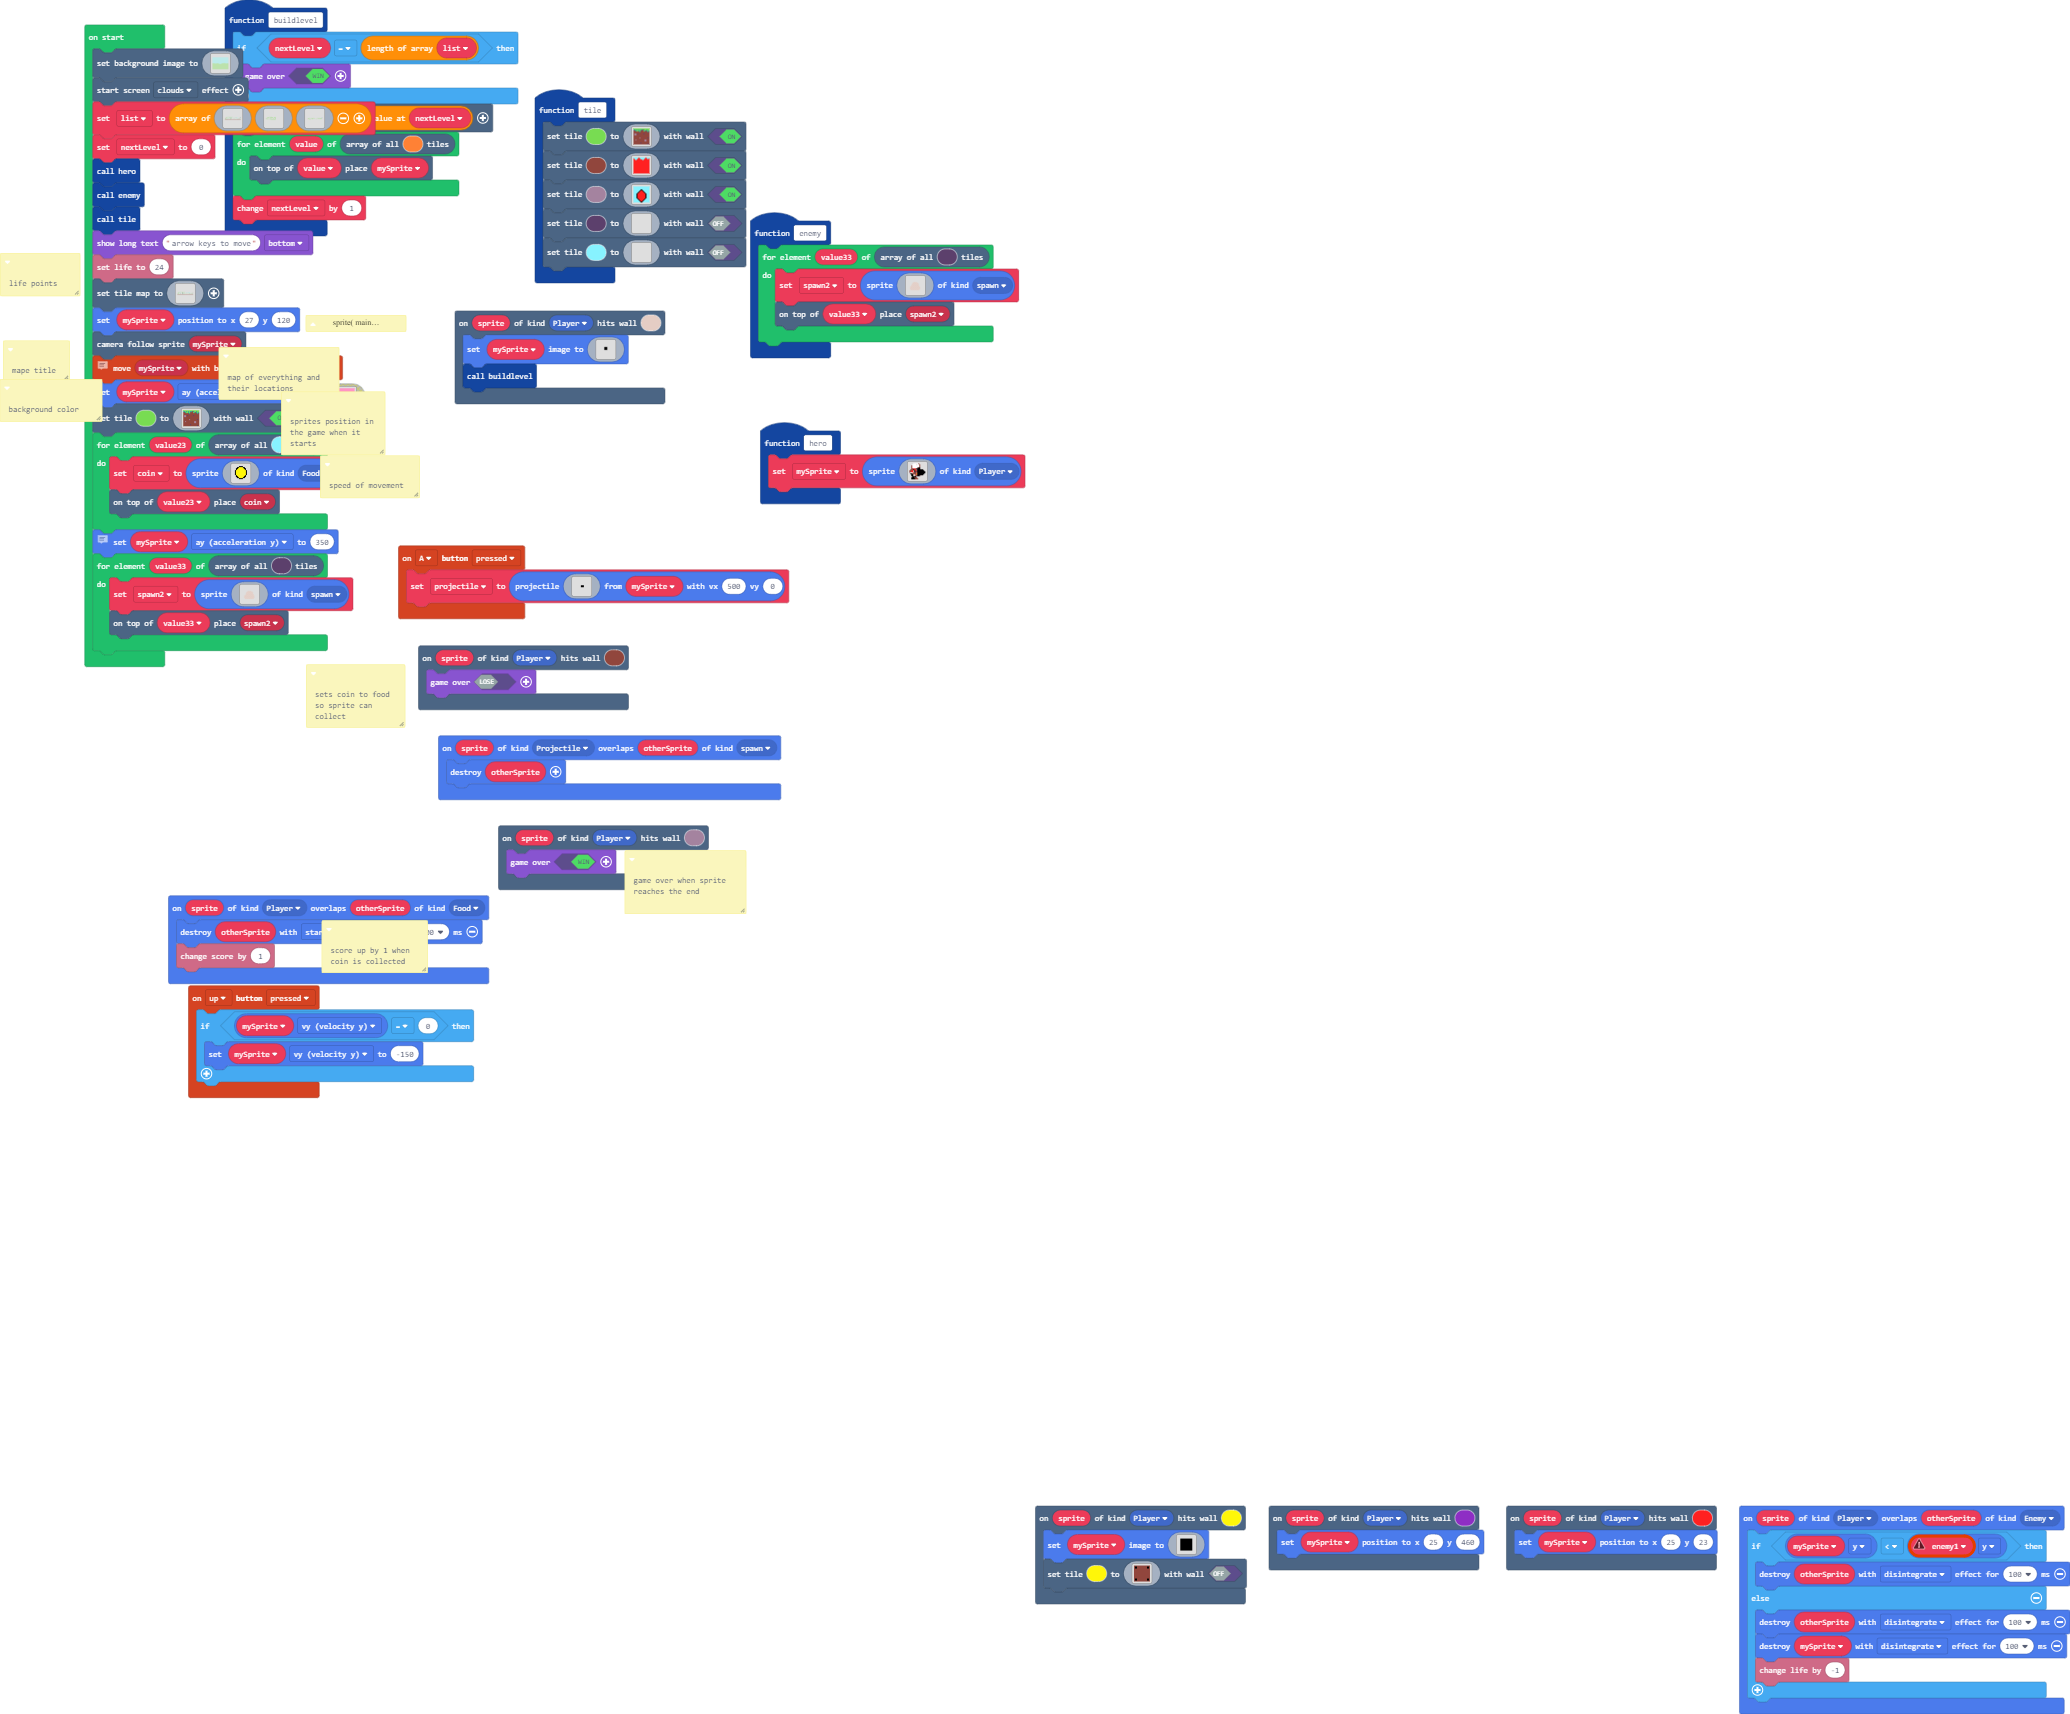 function buildlevel
if nextLevel = length of array list then
game over WIN
value at nextLevel
for element value of array of all tiles
do
on top of value place mySprite
change nextLevel by 1
on start
set background image to
start screen clouds effect
set list to array of
set nextLevel to 0
call hero
call enemy
call tile
show long text "arrow keys to move" bottom
set life to 24
set tile map to
set mySprite position to x 27 y 120
camera follow sprite mySprite
move mySprite with
set mySprite ay
set tile to with wall
for element value23 of array of all
do
set coin to sprite of kind Food
on top of value23 place coin
set mySprite ay (acceleration y) to 350
for element value33 of array of all tiles
do
set spawn2 to sprite of kind spawn
on top of value33 place spawn2
life points
mape title
background color
sprite( main...
map of everything and
their locations
sprites position in
the game when it
starts
speed of movement
sets coin to food
so sprite can
collect
function tile
set tile to with wall ON
set tile to with wall ON
set tile to with wall ON
set tile to with wall OFF
set tile to with wall OFF
function enemy
for element value33 of array of all tiles
do
set spawn2 to sprite of kind spawn
on top of value33 place spawn2
on sprite of kind Player hits wall
set mySprite image to
call buildlevel
function hero
set mySprite to sprite of kind Player
on A button pressed
set projectile to projectile from mySprite with vx 500 vy 0
on sprite of kind Player hits wall
game over LOSE
on sprite of kind Projectile overlaps otherSprite of kind spawn
destroy otherSprite
on sprite of kind Player hits wall
game over WIN
game over when sprite
reaches the end
on sprite of kind Player overlaps otherSprite of kind Food
destroy otherSprite with ms
change score by 1
score up by 1 when
coin is collected
on up button pressed
if mySprite vy (velocity y) = 0 then
set mySprite vy (velocity y) to -150
on sprite of kind Player hits wall
set mySprite image to
set tile to with wall OFF
on sprite of kind Player hits wall
set mySprite position to x 25 y 460
on sprite of kind Player hits wall
set mySprite position to x 25 y 23
on sprite of kind Player overlaps otherSprite of kind Enemy
if mySprite y < enemy1 y then
destroy otherSprite with disintegrate effect for 100 ms
else
destroy otherSprite with disintegrate effect for 100 ms
destroy mySprite with disintegrate effect for 100 ms
change life by -1